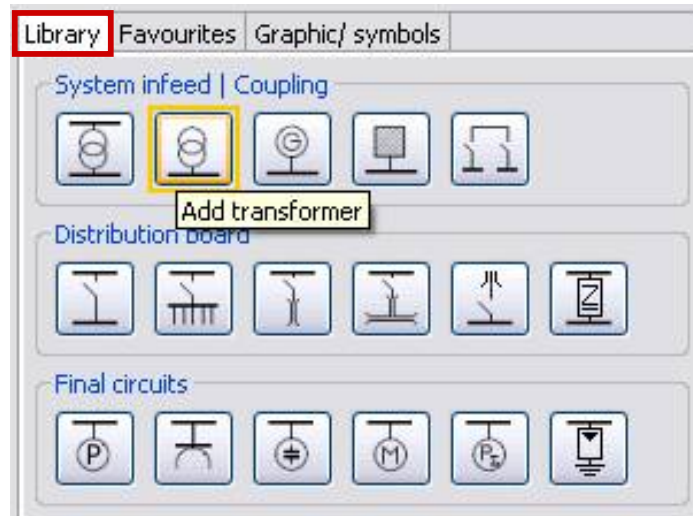 Library Favourites Graphic/ symbols
System infeed | Coupling
G
Add transformer
Distribution board
Z
Final circuits
P M